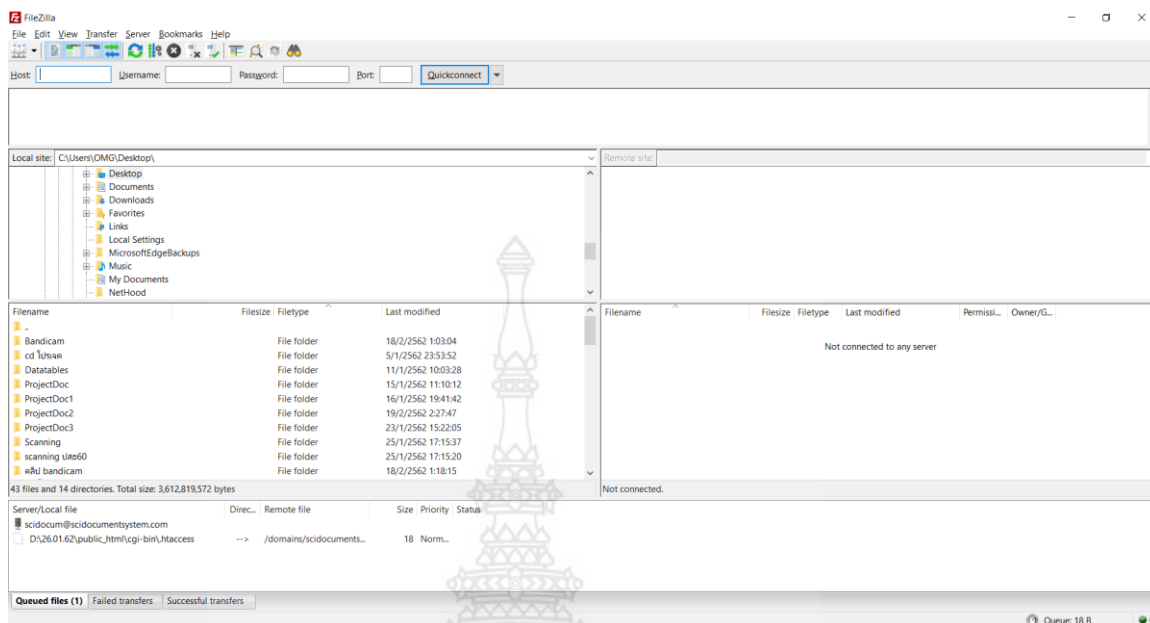 FileZilla
File Edit View Transfer Server Bookmarks Help
Host: Username: Password: Port: Quickconnect
Local site: C:\Users\OMG\Desktop\
Remote site:
Desktop
Documents
Downloads
Favorites
Links
Local Settings
MicrosoftEdgeBackups
Music
My Documents
NetHood
Filename Filesize Filetype Last modified
..
Bandicam File folder 18/2/2562 1:03:04
cd โปรเจค File folder 5/1/2562 23:53:52
Datatables File folder 11/1/2562 10:03:28
ProjectDoc File folder 15/1/2562 11:10:12
ProjectDoc1 File folder 16/1/2562 19:41:42
ProjectDoc2 File folder 19/2/2562 2:27:47
ProjectDoc3 File folder 23/1/2562 15:22:05
Scanning File folder 25/1/2562 17:15:37
scanning ปสธ60 File folder 25/1/2562 17:15:20
คลิป bandicam File folder 18/2/2562 1:18:15
43 files and 14 directories. Total size: 3,612,819,572 bytes
Filename Filesize Filetype Last modified Permissi... Owner/G...
Not connected to any server
Not connected.
Server/Local file Direc... Remote file Size Priority Status
scidocum@scidocumentsystem.com
D:\26.01.62\public_html\cgi-bin\.htaccess --> /domains/scidocuments... 18 Norm...
Queued files (1) Failed transfers Successful transfers
Queue: 18 B